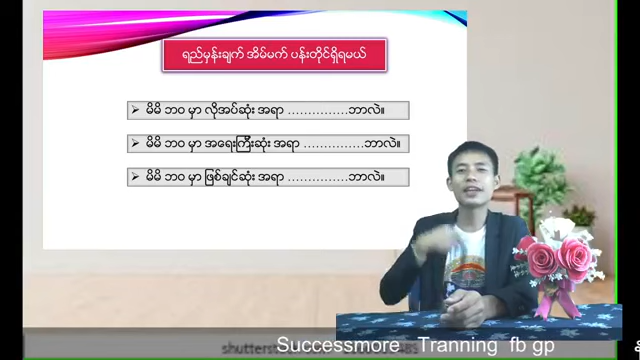 ရည်မှန်းချက် အိမ်မက် ပန်းတိုင်ရှိရမယ်
➢ မိမိ ဘဝ မှာ လိုအပ်ဆုံး အရာ ……………ဘာလဲ။
➢ မိမိ ဘဝ မှာ အရေးကြီးဆုံး အရာ ……………ဘာလဲ။
➢ မိမိ ဘဝ မှာ ဖြစ်ချင်ဆုံး အရာ ……………ဘာလဲ။
Successmore Tranning fb gp